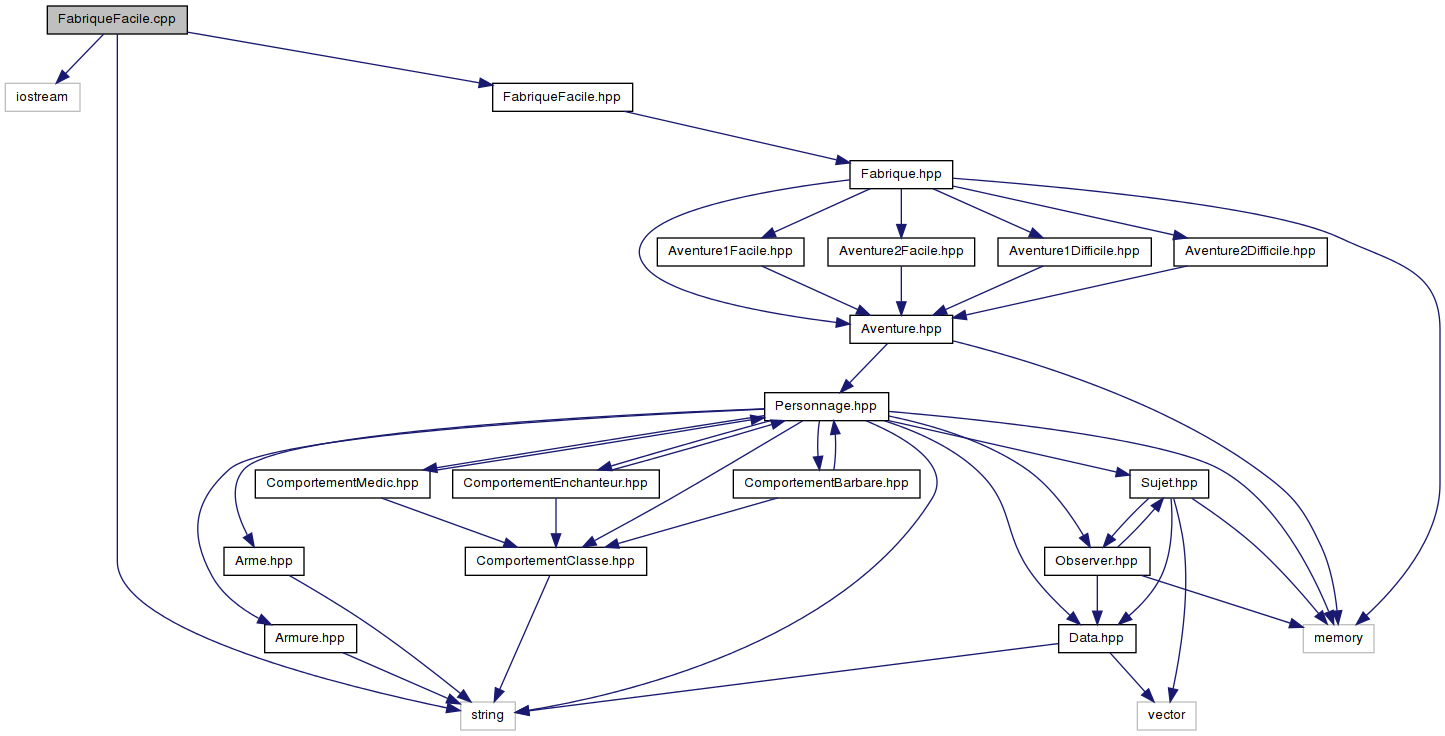 FabriqueFacile.cpp
iostream
FabriqueFacile.hpp
Fabrique.hpp
Aventure1Facile.hpp
Aventure2Facile.hpp
Aventure1Difficile.hpp
Aventure2Difficile.hpp
Aventure.hpp
Personnage.hpp
ComportementMedic.hpp
ComportementEnchanteur.hpp
ComportementBarbare.hpp
Sujet.hpp
Arme.hpp
ComportementClasse.hpp
Observer.hpp
Armure.hpp
Data.hpp
memory
string
vector